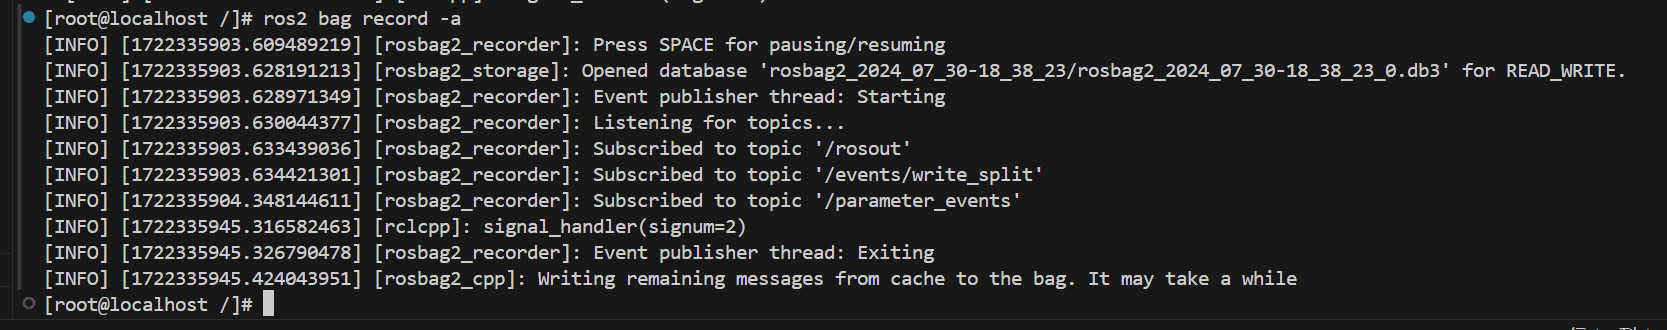 [root@localhost /]# ros2 bag record -a
[INFO] [1722335903.609489219] [rosbag2_recorder]: Press SPACE for pausing/resuming
[INFO] [1722335903.628191213] [rosbag2_storage]: Opened database 'rosbag2_2024_07_30-18_38_23/rosbag2_2024_07_30-18_38_23_0.db3' for READ_WRITE.
[INFO] [1722335903.628971349] [rosbag2_recorder]: Event publisher thread: Starting
[INFO] [1722335903.630044377] [rosbag2_recorder]: Listening for topics...
[INFO] [1722335903.633439036] [rosbag2_recorder]: Subscribed to topic '/rosout'
[INFO] [1722335903.634421301] [rosbag2_recorder]: Subscribed to topic '/events/write_split'
[INFO] [1722335904.348144611] [rosbag2_recorder]: Subscribed to topic '/parameter_events'
[INFO] [1722335945.316582463] [rclcpp]: signal_handler(signum=2)
[INFO] [1722335945.326790478] [rosbag2_recorder]: Event publisher thread: Exiting
[INFO] [1722335945.424043951] [rosbag2_cpp]: Writing remaining messages from cache to the bag. It may take a while
[root@localhost /]#